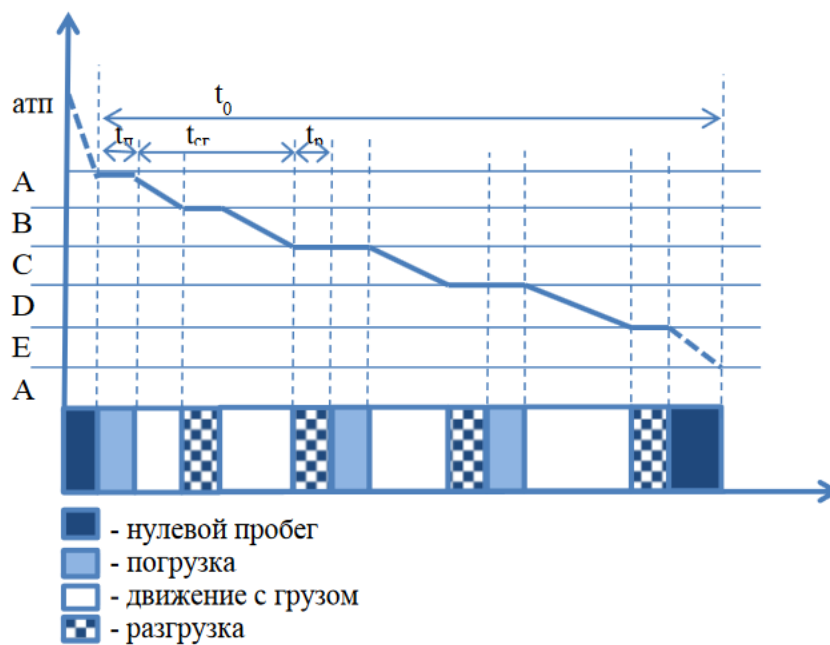 атп
t₀
tп
tсг
tр
A
B
C
D
E
A
- нулевой пробег
- погрузка
- движение с грузом
- разгрузка